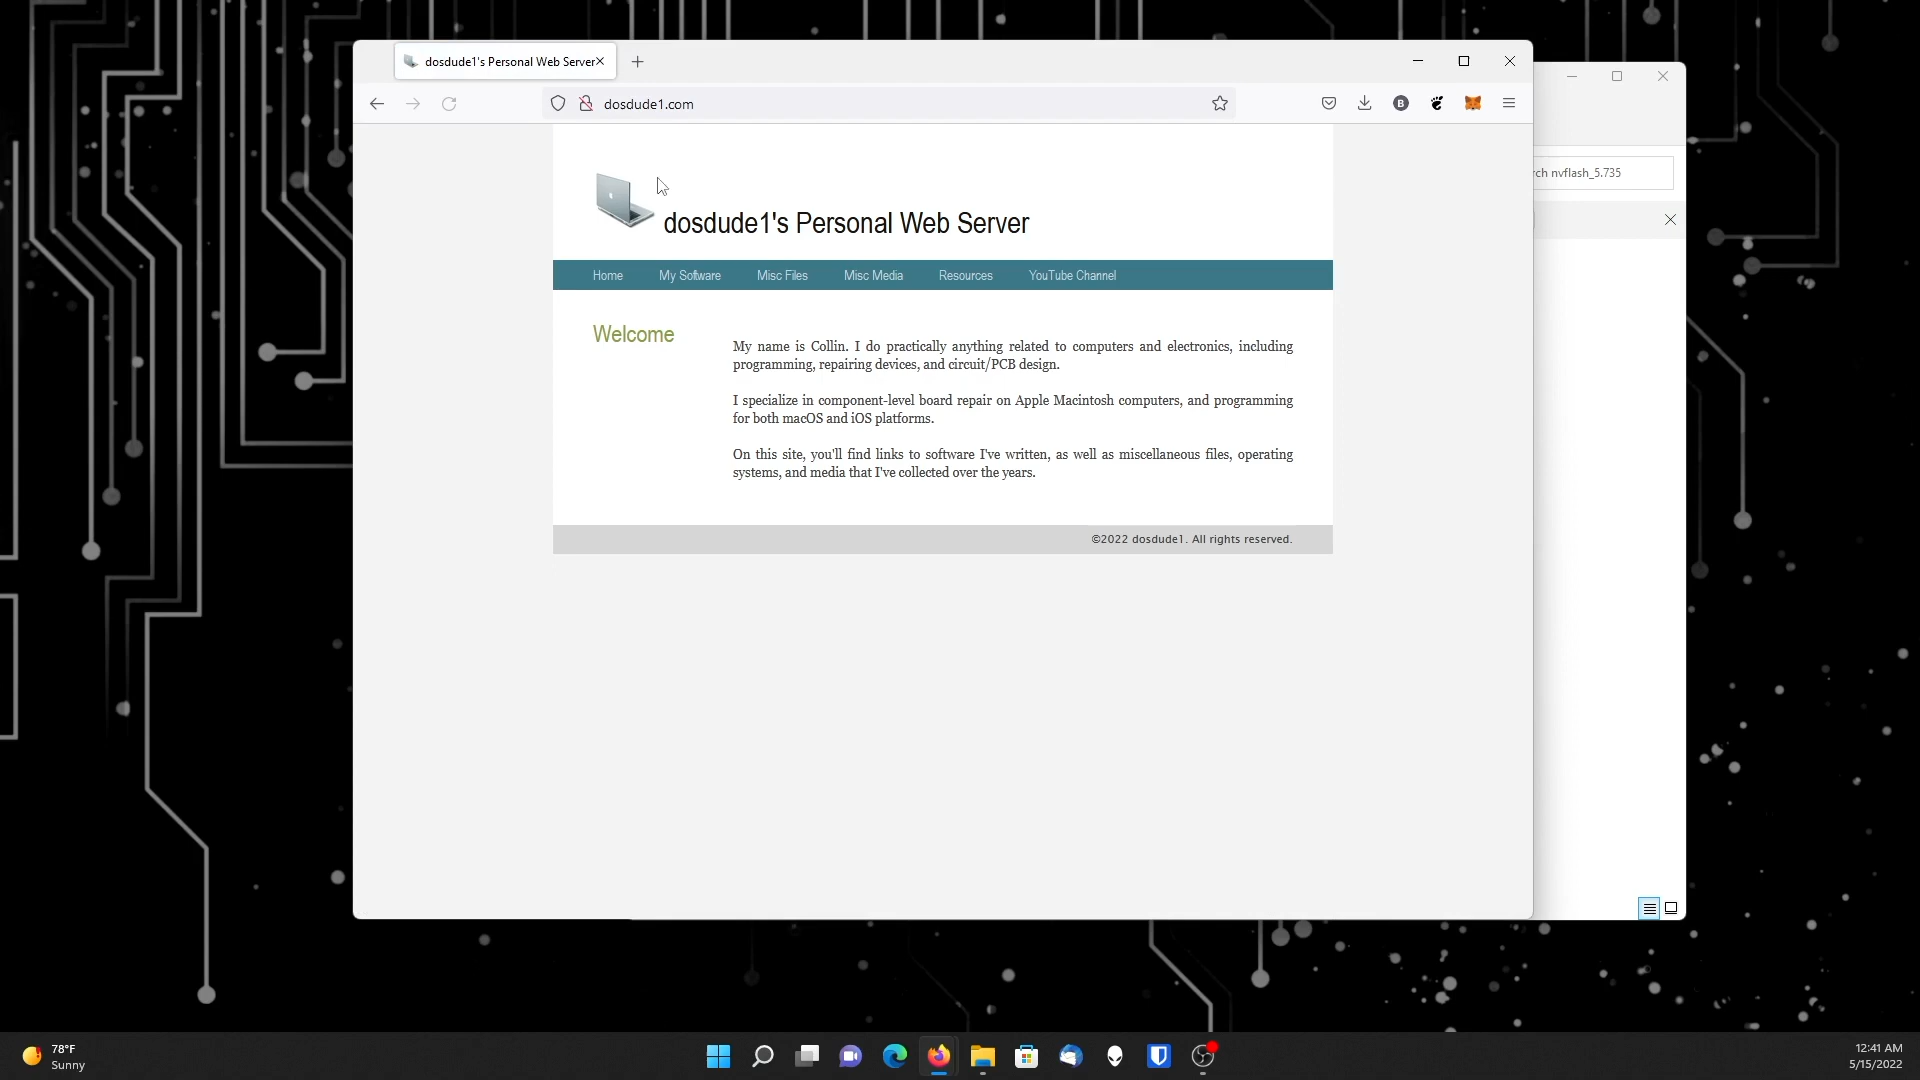 dosdude1's Personal Web Server
dosdude1.com
rch nvflash_5.735
dosdude1's Personal Web Server
Home My Software Misc Files Misc Media Resources YouTube Channel
Welcome
My name is Collin. I do practically anything related to computers and electronics, including
programming, repairing devices, and circuit/PCB design.
I specialize in component-level board repair on Apple Macintosh computers, and programming
for both macOS and iOS platforms.
On this site, you'll find links to software I've written, as well as miscellaneous files, operating
systems, and media that I've collected over the years.
©2022 dosdude1. All rights reserved.
78°F
Sunny
12:41 AM
5/15/2022